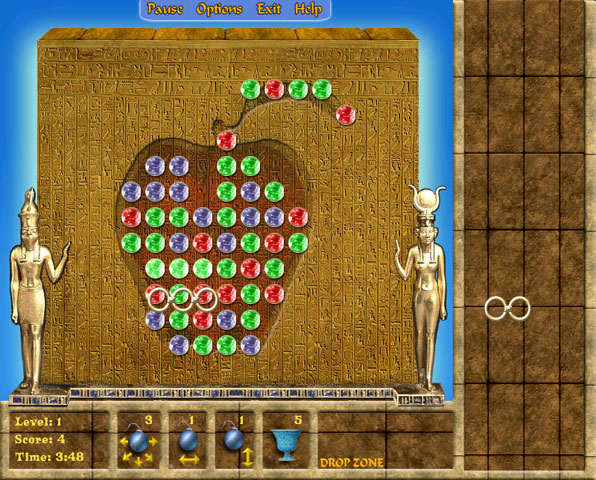 Pause Options Exit Help
3 1 1 5
Level: 1
Score: 4
Time: 3:48
DROP ZONE